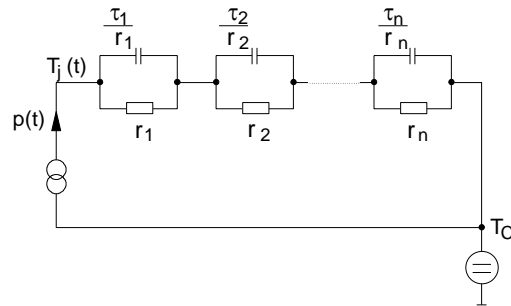 τ1/r1
τ2/r2
τn/rn
Tj(t)
r1
r2
rn
p(t)
TC